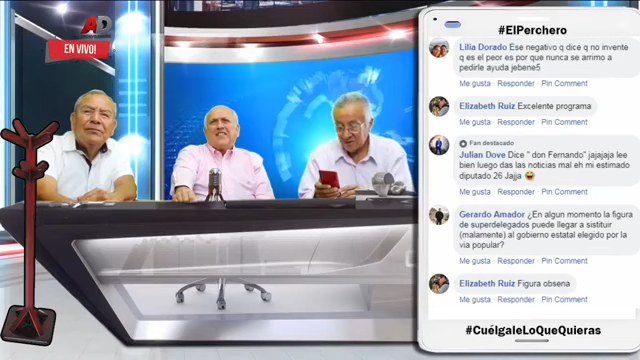 AD
EN VIVO!
#ElPerchero
Lilia Dorado Ese negativo q dice q no invente
q es el peor es por que nunca se arrimo a
pedirle ayuda jebene5
Me gusta Responder Pin Comment
Elizabeth Ruiz Excelente programa
Me gusta Responder Pin Comment
Fan destacado
Julian Dove Dice " don Fernando" jajajaja lee
bien luego das las noticias mal eh mi estimado
diputado 26 Jajja 😂
Me gusta Responder Pin Comment
Gerardo Amador ¿En algun momento la figura
de superdelegados puede llegar a sistituir
(malamente) al gobierno estatal elegido por la
via popular?
Me gusta Responder Pin Comment
Elizabeth Ruiz Figura obsena
Me gusta Responder Pin Comment
#CuélgaleLoQueQuieras